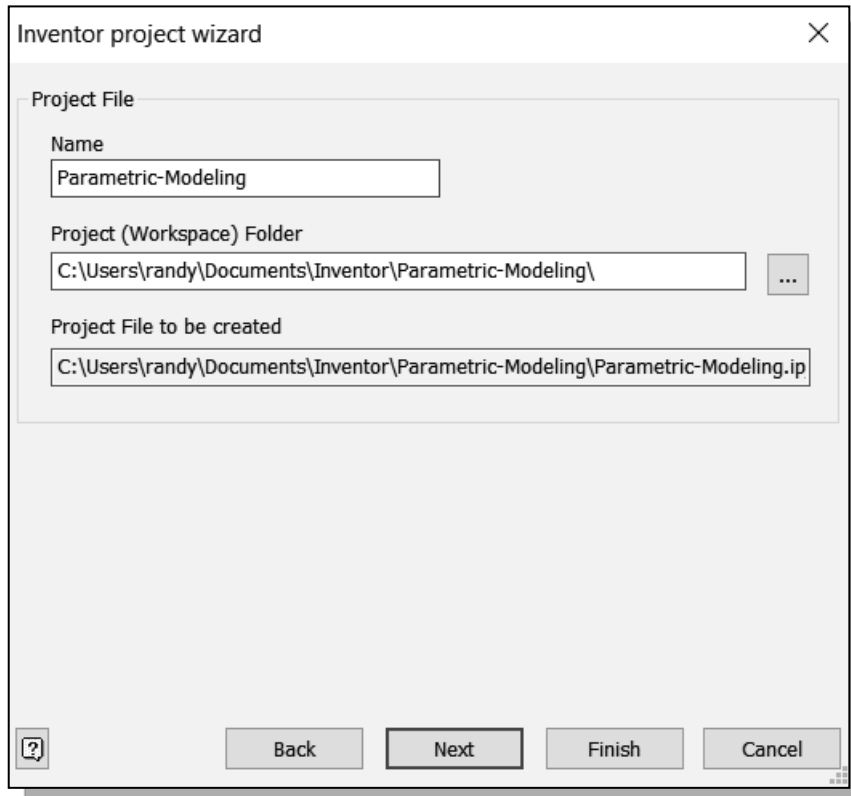 Inventor project wizard
Project File
Name
Parametric-Modeling
Project (Workspace) Folder
C:\Users\randy\Documents\Inventor\Parametric-Modeling\
...
Project File to be created
C:\Users\randy\Documents\Inventor\Parametric-Modeling\Parametric-Modeling.ip
?
Back Next Finish Cancel